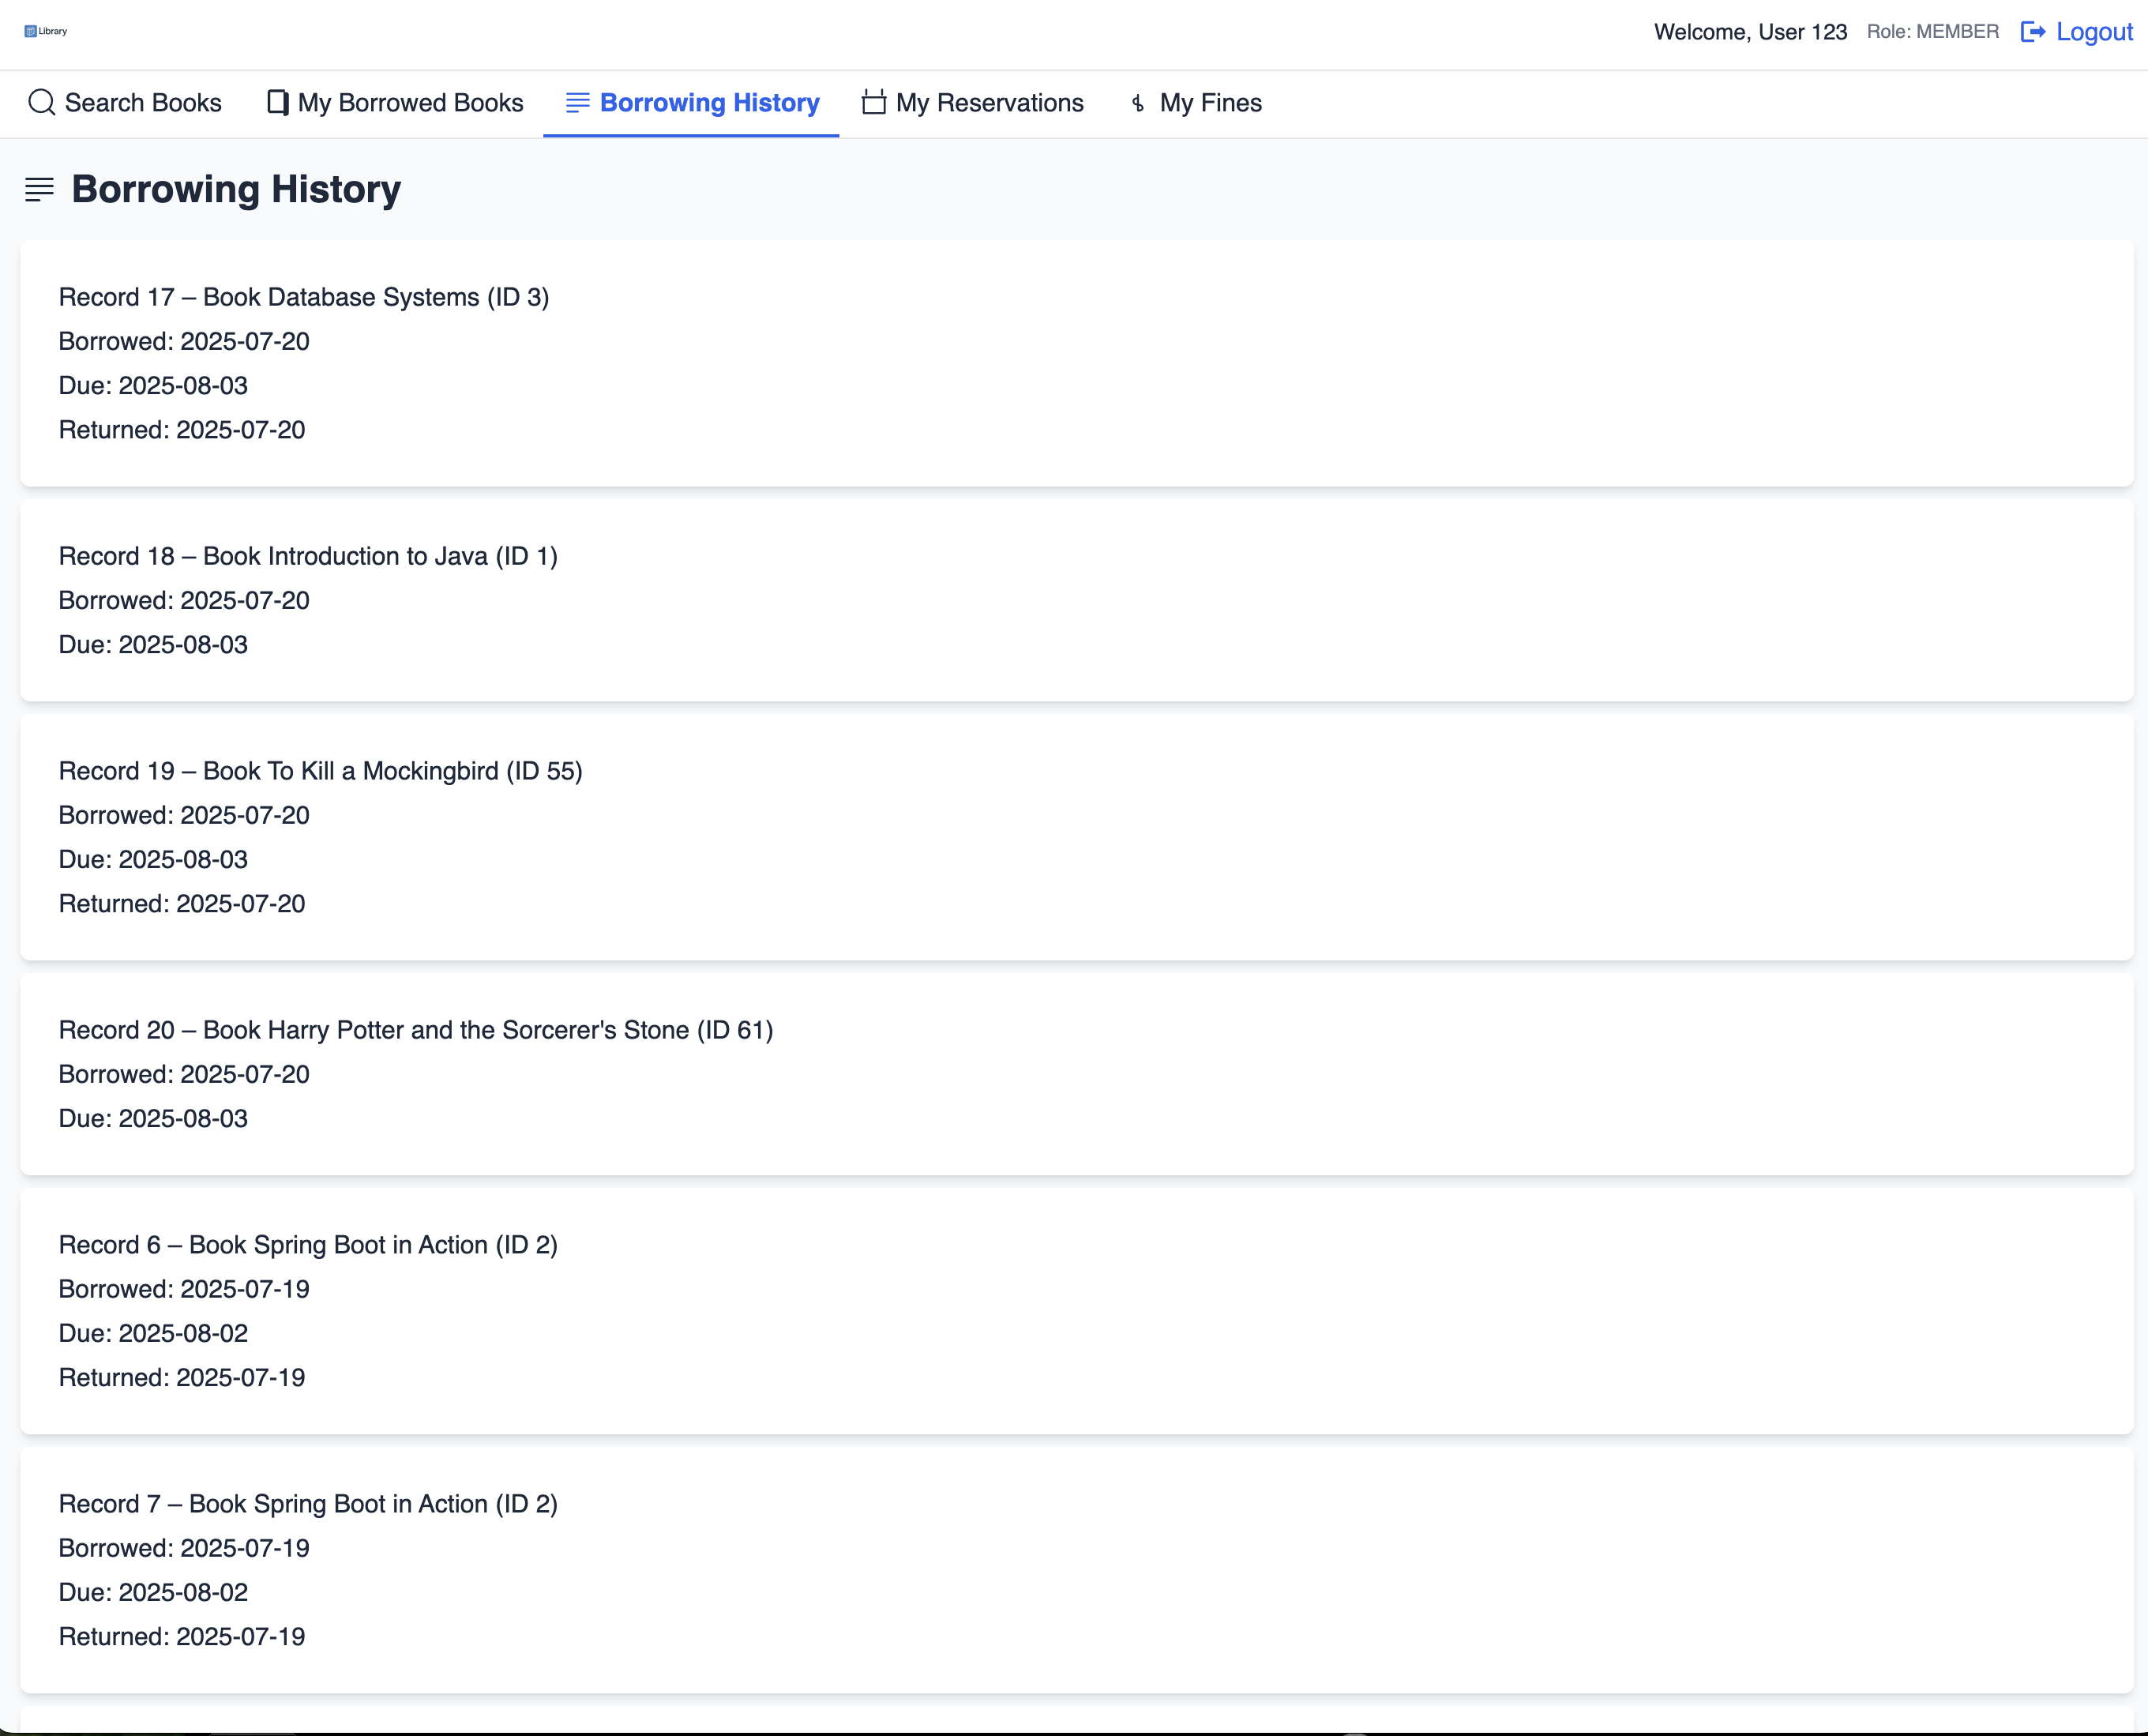 Library
Welcome, User 123 Role: MEMBER Logout
Search Books My Borrowed Books Borrowing History My Reservations My Fines
Borrowing History
Record 17 – Book Database Systems (ID 3)
Borrowed: 2025-07-20
Due: 2025-08-03
Returned: 2025-07-20
Record 18 – Book Introduction to Java (ID 1)
Borrowed: 2025-07-20
Due: 2025-08-03
Record 19 – Book To Kill a Mockingbird (ID 55)
Borrowed: 2025-07-20
Due: 2025-08-03
Returned: 2025-07-20
Record 20 – Book Harry Potter and the Sorcerer's Stone (ID 61)
Borrowed: 2025-07-20
Due: 2025-08-03
Record 6 – Book Spring Boot in Action (ID 2)
Borrowed: 2025-07-19
Due: 2025-08-02
Returned: 2025-07-19
Record 7 – Book Spring Boot in Action (ID 2)
Borrowed: 2025-07-19
Due: 2025-08-02
Returned: 2025-07-19